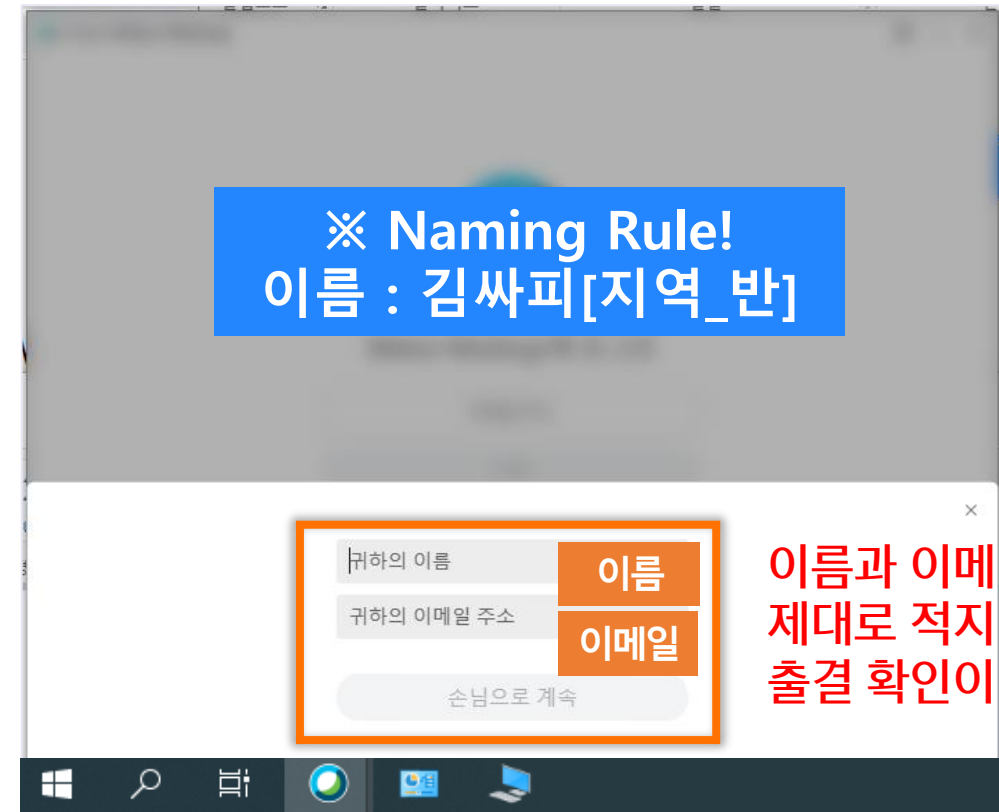 ※ Naming Rule!
이름 : 김싸피[지역_반]
귀하의 이름
이름
귀하의 이메일 주소
이메일
손님으로 계속
이름과 이메
제대로 적지
출결 확인이